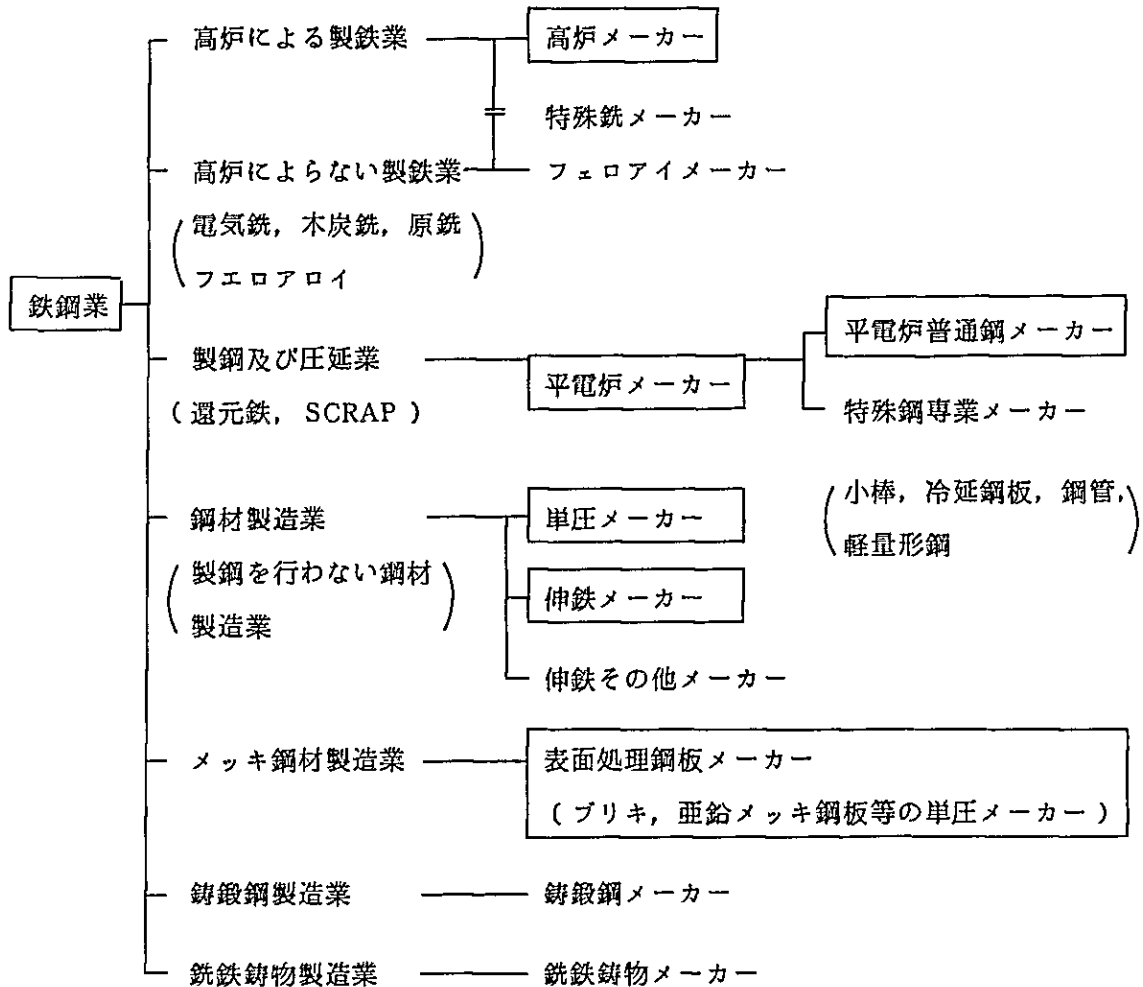 高炉による製鉄業
高炉メーカー
特殊銑メーカー
高炉によらない製鉄業
フェロアイメーカー
(電気銑, 木炭銑, 原銑
フエロアロイ)
鉄鋼業
平電炉普通鋼メーカー
製鋼及び圧延業
平電炉メーカー
(還元鉄, SCRAP)
特殊鋼専業メーカー
(小棒, 冷延鋼板, 鋼管,
軽量形鋼)
鋼材製造業
単圧メーカー
(製鋼を行わない鋼材
製造業)
伸鉄メーカー
伸鉄その他メーカー
メッキ鋼材製造業
表面処理鋼板メーカー
(ブリキ, 亜鉛メッキ鋼板等の単圧メーカー)
鋳鍛鋼製造業
鋳鍛鋼メーカー
銑鉄鋳物製造業
銑鉄鋳物メーカー